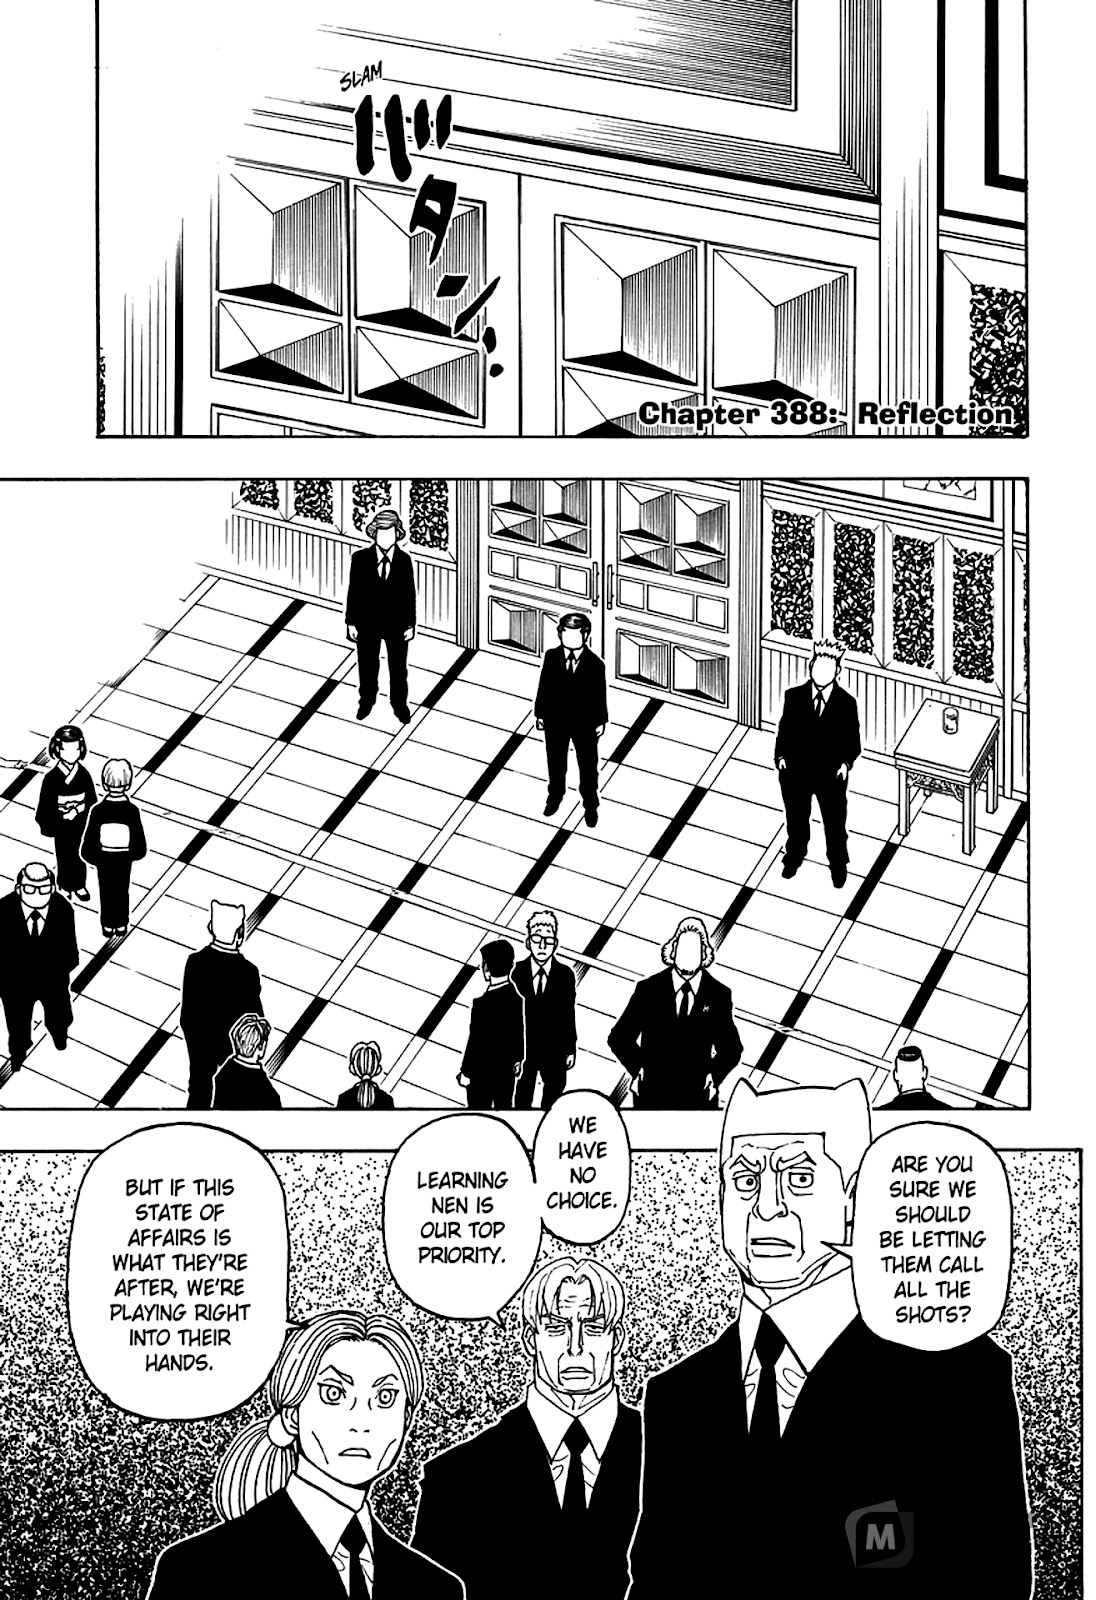 SLAM
バタン.
Chapter 388: Reflection
ARE YOU
SURE WE
SHOULD
BE LETTING
THEM CALL
ALL THE
SHOTS?
WE
HAVE
NO
CHOICE.
LEARNING
NEN IS
OUR TOP
PRIORITY.
BUT IF THIS
STATE OF
AFFAIRS IS
WHAT THEY'RE
AFTER, WE'RE
PLAYING RIGHT
INTO THEIR
HANDS.
M